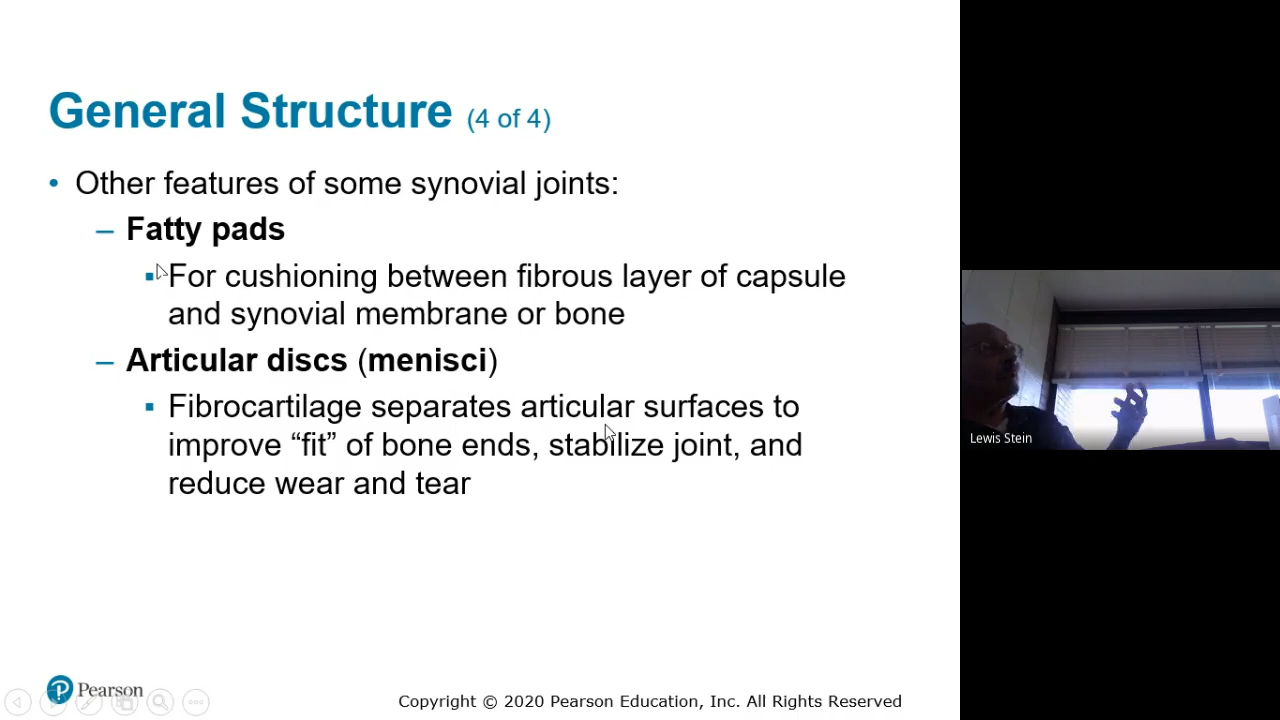 General Structure (4 of 4)
• Other features of some synovial joints:
– Fatty pads
▪ For cushioning between fibrous layer of capsule
and synovial membrane or bone
– Articular discs (menisci)
▪ Fibrocartilage separates articular surfaces to
improve “fit” of bone ends, stabilize joint, and
reduce wear and tear
Lewis Stein
P Pearson
Copyright © 2020 Pearson Education, Inc. All Rights Reserved